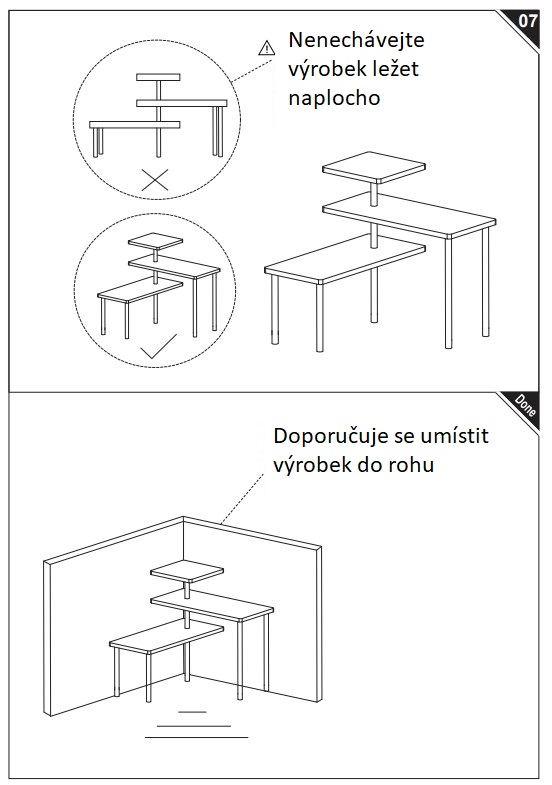 07
Nenechávejte
výrobek ležet
naplocho
Done
Doporučuje se umístit
výrobek do rohu